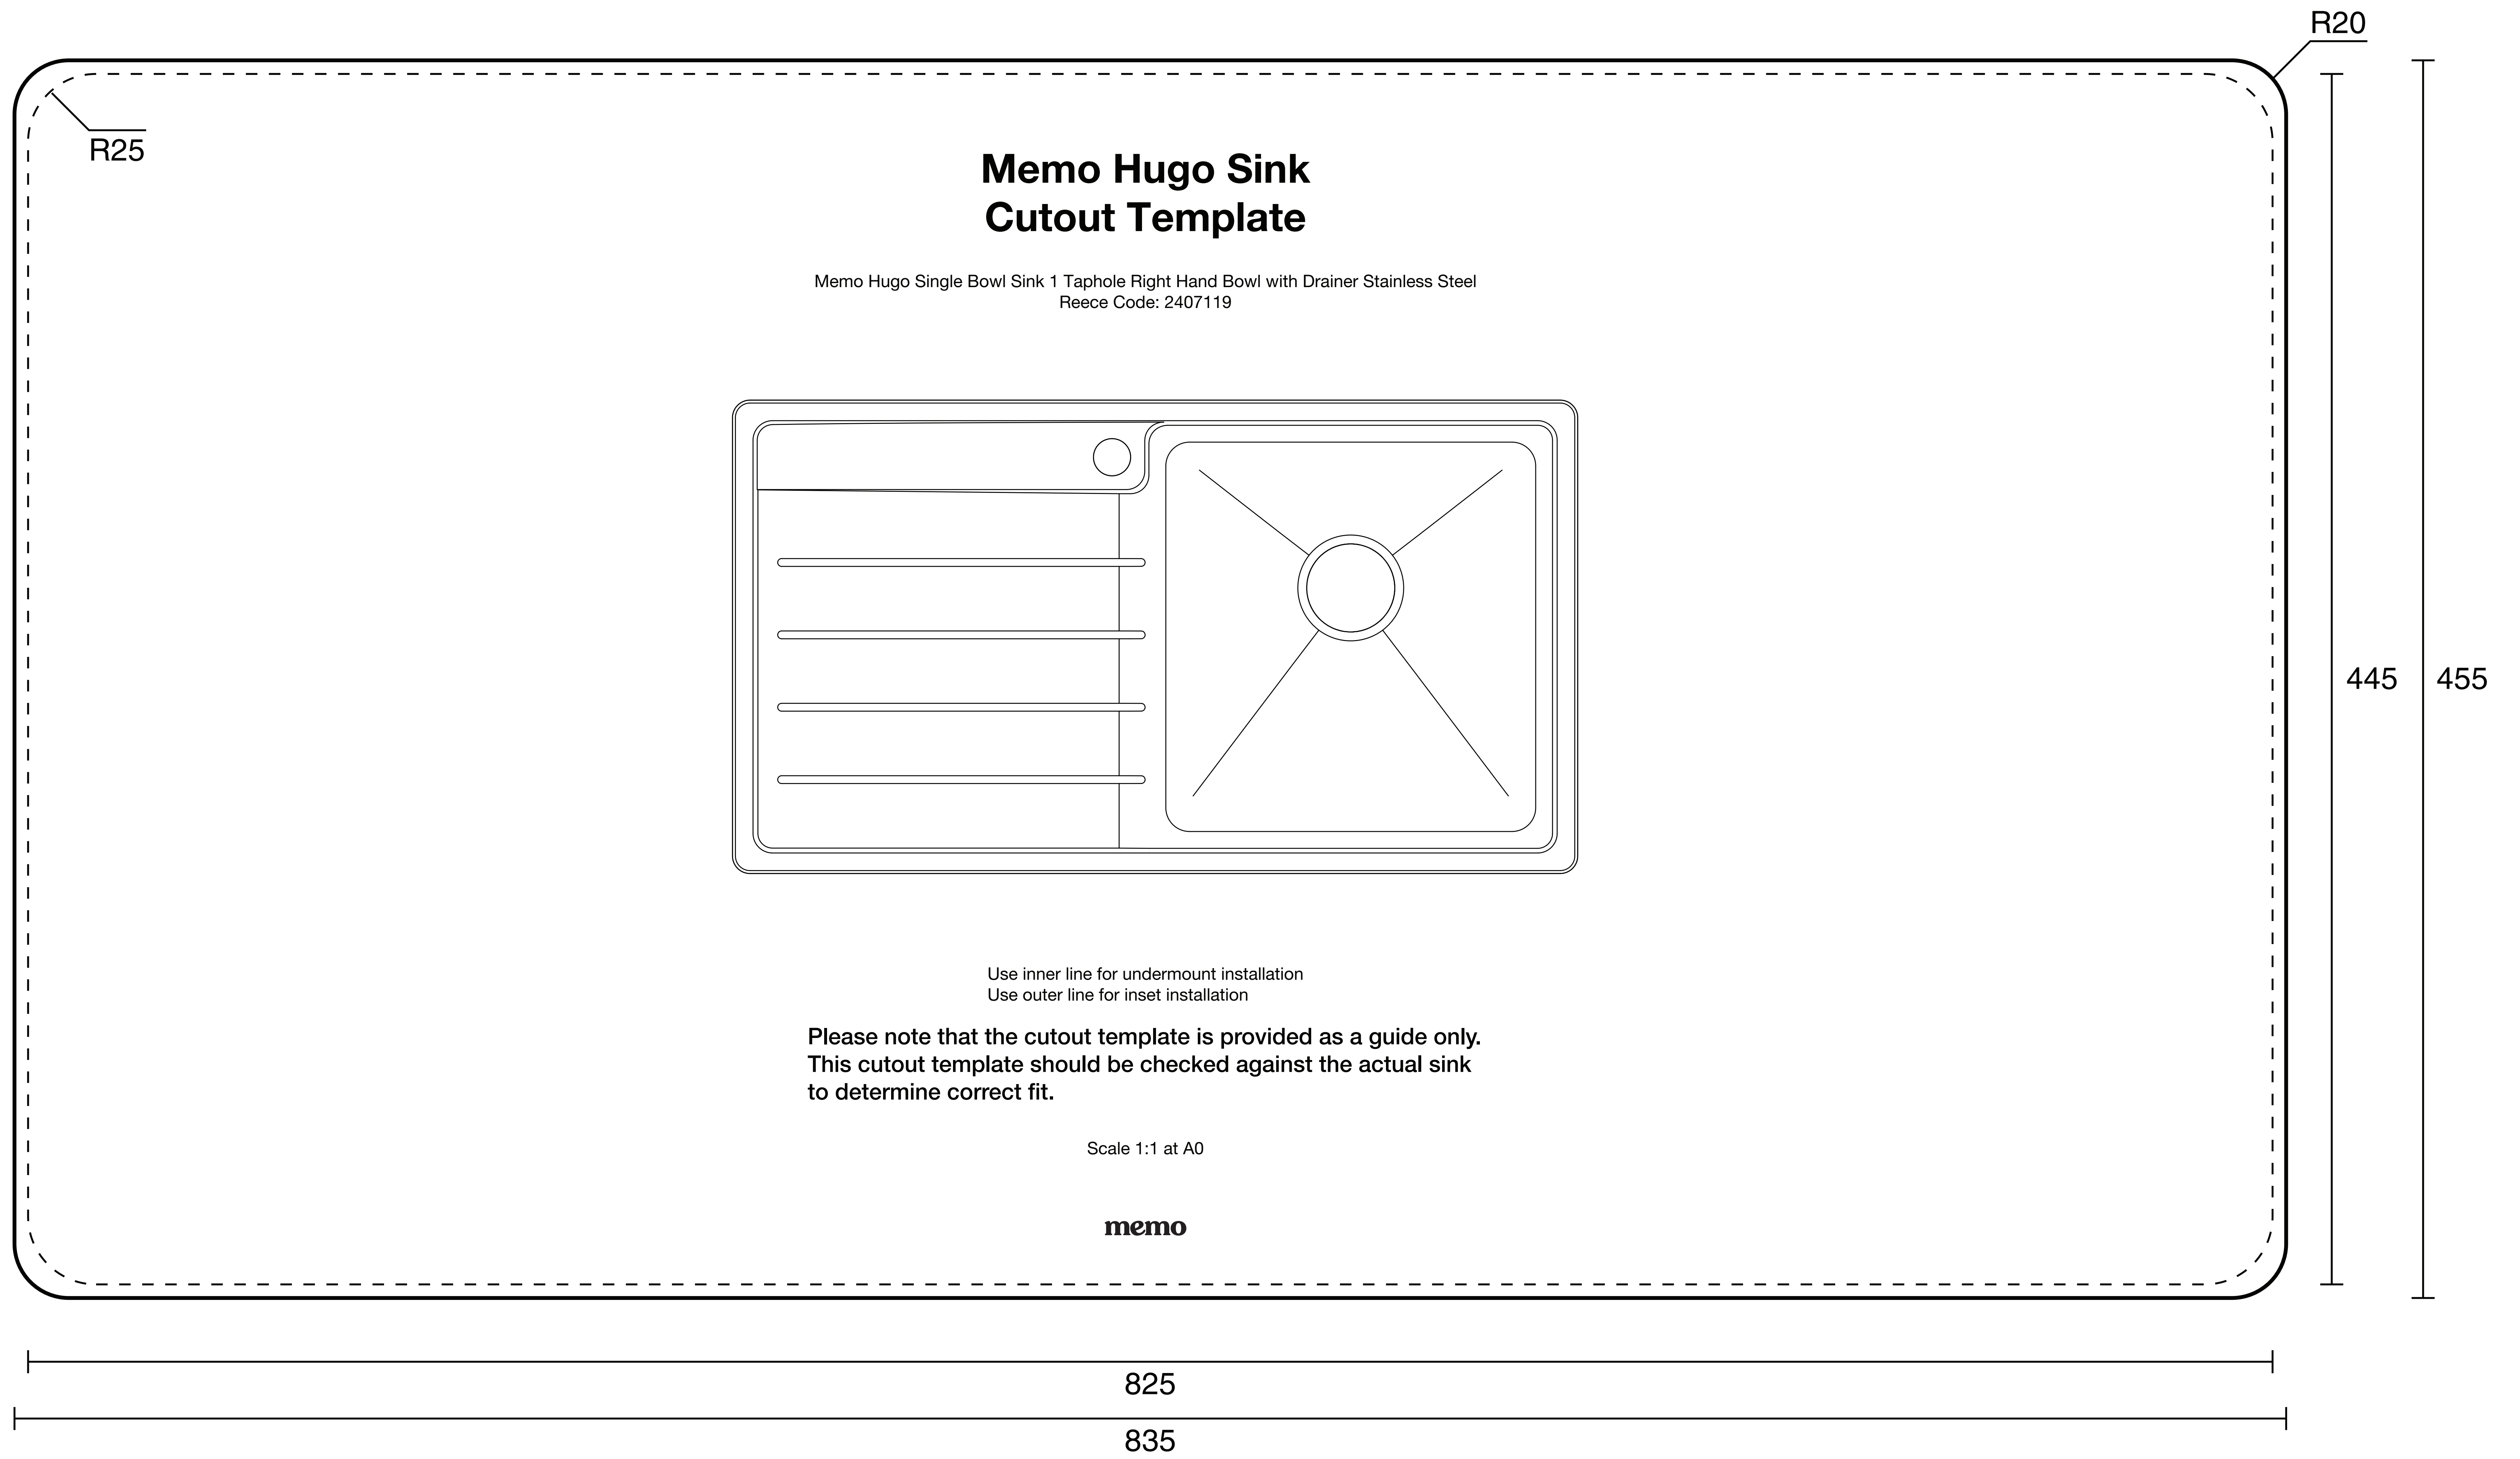 R20
R25
Memo Hugo Sink
Cutout Template
Memo Hugo Single Bowl Sink 1 Taphole Right Hand Bowl with Drainer Stainless Steel
Reece Code: 2407119
445
455
Use inner line for undermount installation
Use outer line for inset installation
Please note that the cutout template is provided as a guide only.
This cutout template should be checked against the actual sink
to determine correct fit.
Scale 1:1 at A0
memo
825
835